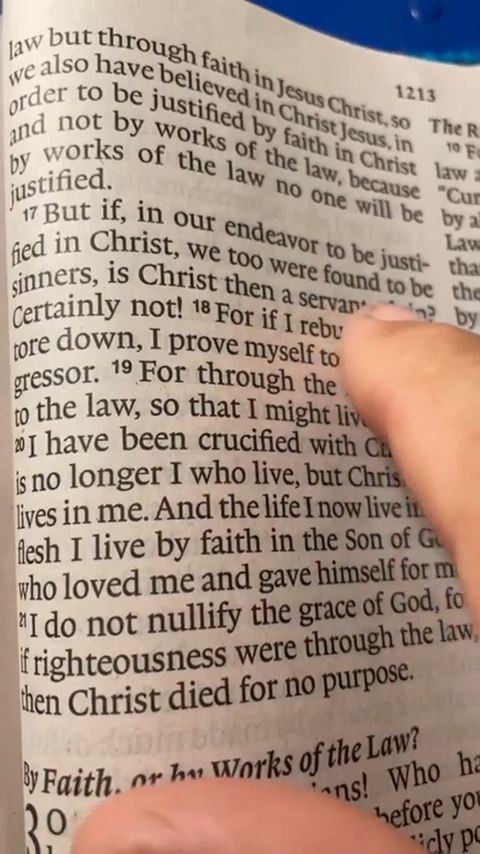 law but through faith in Jesus Christ, so
we also have believed in Christ Jesus, in
order to be justified by faith in Christ
and not by works of the law, because
by works of the law no one will be
justified.
17 But if, in our endeavor to be justi-
fied in Christ, we too were found to be
sinners, is Christ then a servant
Certainly not! 18 For if I rebu
tore down, I prove myself to
gressor. 19 For through the
to the law, so that I might liv
20 I have been crucified with
is no longer I who live, but Chris
lives in me. And the life I now live
flesh I live by faith in the Son of
who loved me and gave himself for
21 I do not nullify the grace of God, fo
if righteousness were through the law,
then Christ died for no purpose.
By Faith, or by Works of the Law?
3 O
ns! Who ha
before you
icly
1213
The R
10 Fo
law
"Cur
by a
Law
tha
the
by